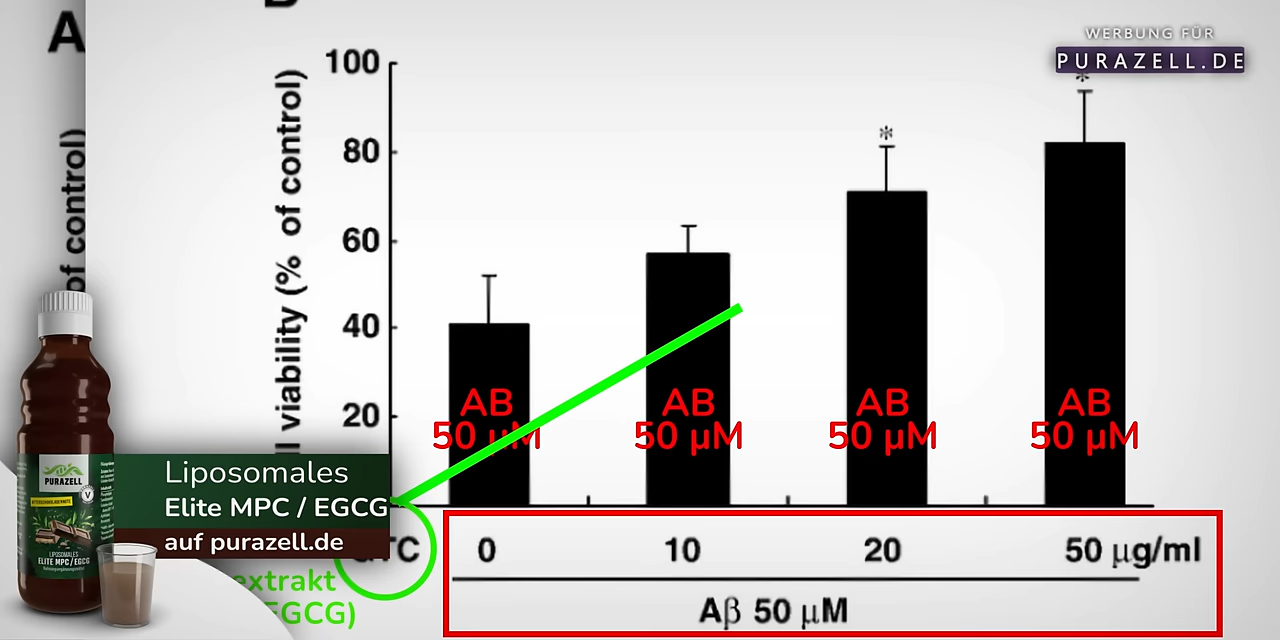 A
WERBUNG FÜR
PURAZELL.DE
of control)
viability (% of control)
100
80
60
40
20
*
*
AB
50 µM
AB
50 µM
AB
50 µM
AB
50 µM
PURAZELL
LIPOSOMALES
ELITE MPC/EGCG
Liposomales
Elite MPC / EGCG
auf purazell.de
TC
0
10
20
50 µg/ml
Aβ 50 µM
extrakt
EGCG)